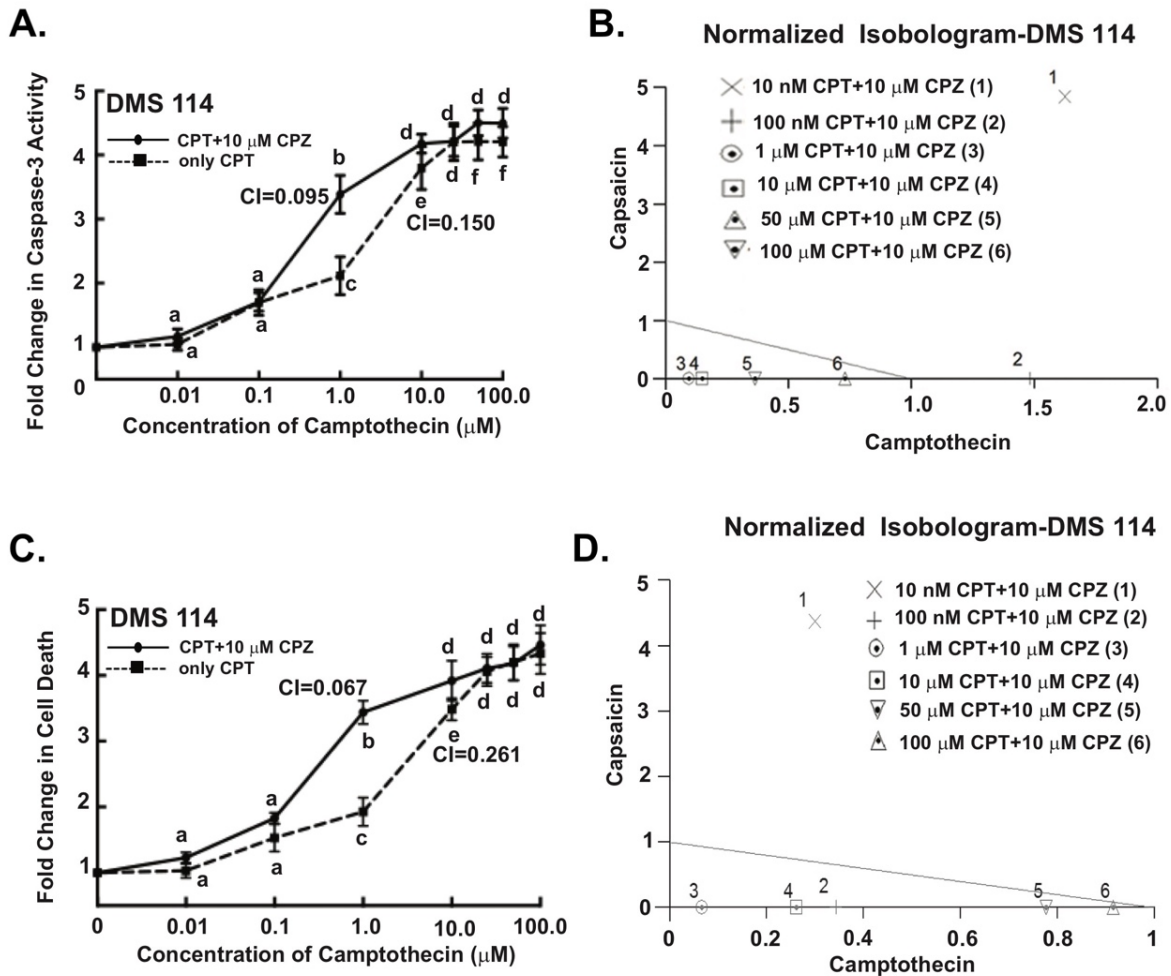 A.
DMS 114
CPT+10 μM CPZ
only CPT
Fold Change in Caspase-3 Activity
5
4
3
2
1
0
a
a
a
a
b
c
CI=0.095
d
e
CI=0.150
d
d
d
f
d
f
0.01
0.1
1.0
10.0
100.0
Concentration of Camptothecin (μM)
B.
Normalized Isobologram-DMS 114
10 nM CPT+10 μM CPZ (1)
100 nM CPT+10 μM CPZ (2)
1 μM CPT+10 μM CPZ (3)
10 μM CPT+10 μM CPZ (4)
50 μM CPT+10 μM CPZ (5)
100 μM CPT+10 μM CPZ (6)
1
Capsaicin
5
4
3
2
1
0
3 4 5 6 2
0 0.5 1.0 1.5 2.0
Camptothecin
C.
DMS 114
CPT+10 μM CPZ
only CPT
Fold Change in Cell Death
5
4
3
2
1
a
a
a
a
CI=0.067
b
c
d
e
CI=0.261
d
d
d
d
d
d
0 0.01 0.1 1.0 10.0 100.0
Concentration of Camptothecin (μM)
D.
Normalized Isobologram-DMS 114
10 nM CPT+10 μM CPZ (1)
100 nM CPT+10 μM CPZ (2)
1 μM CPT+10 μM CPZ (3)
10 μM CPT+10 μM CPZ (4)
50 μM CPT+10 μM CPZ (5)
100 μM CPT+10 μM CPZ (6)
1
Capsaicin
5
4
3
2
1
0
3 4 2 5 6
0 0.2 0.4 0.6 0.8 1
Camptothecin